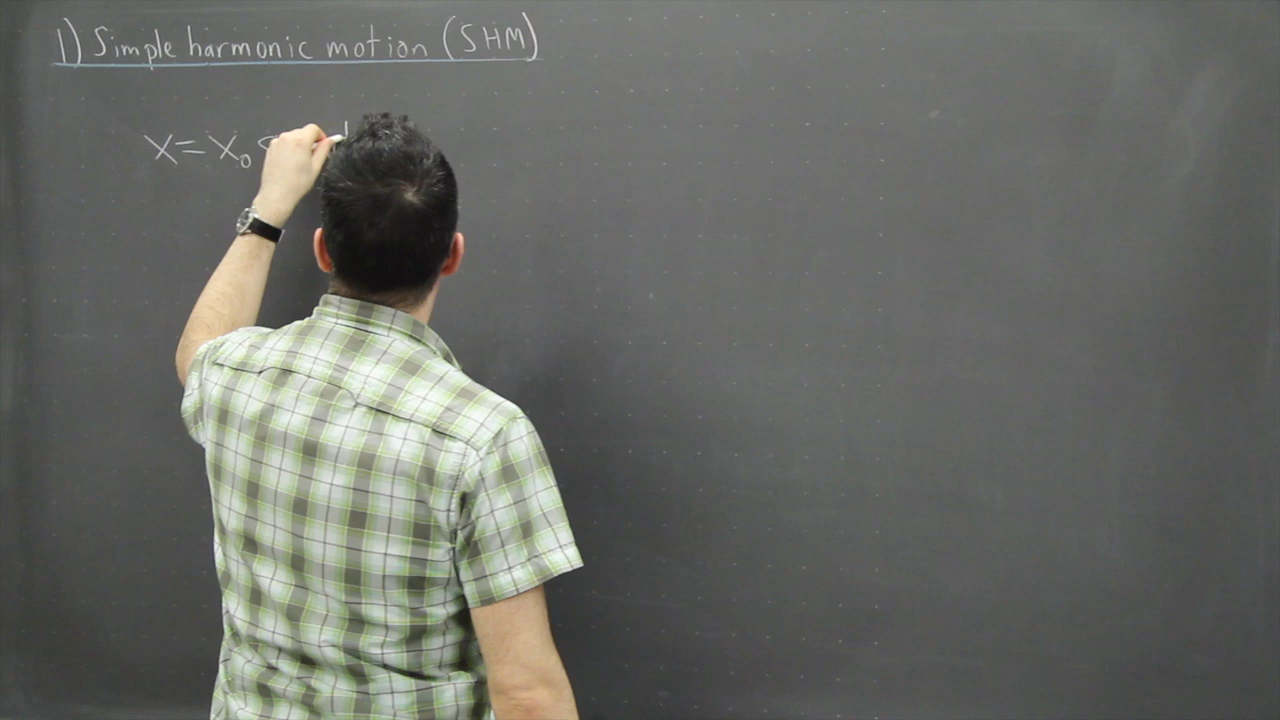 1) Simple harmonic motion (SHM)
x = x₀